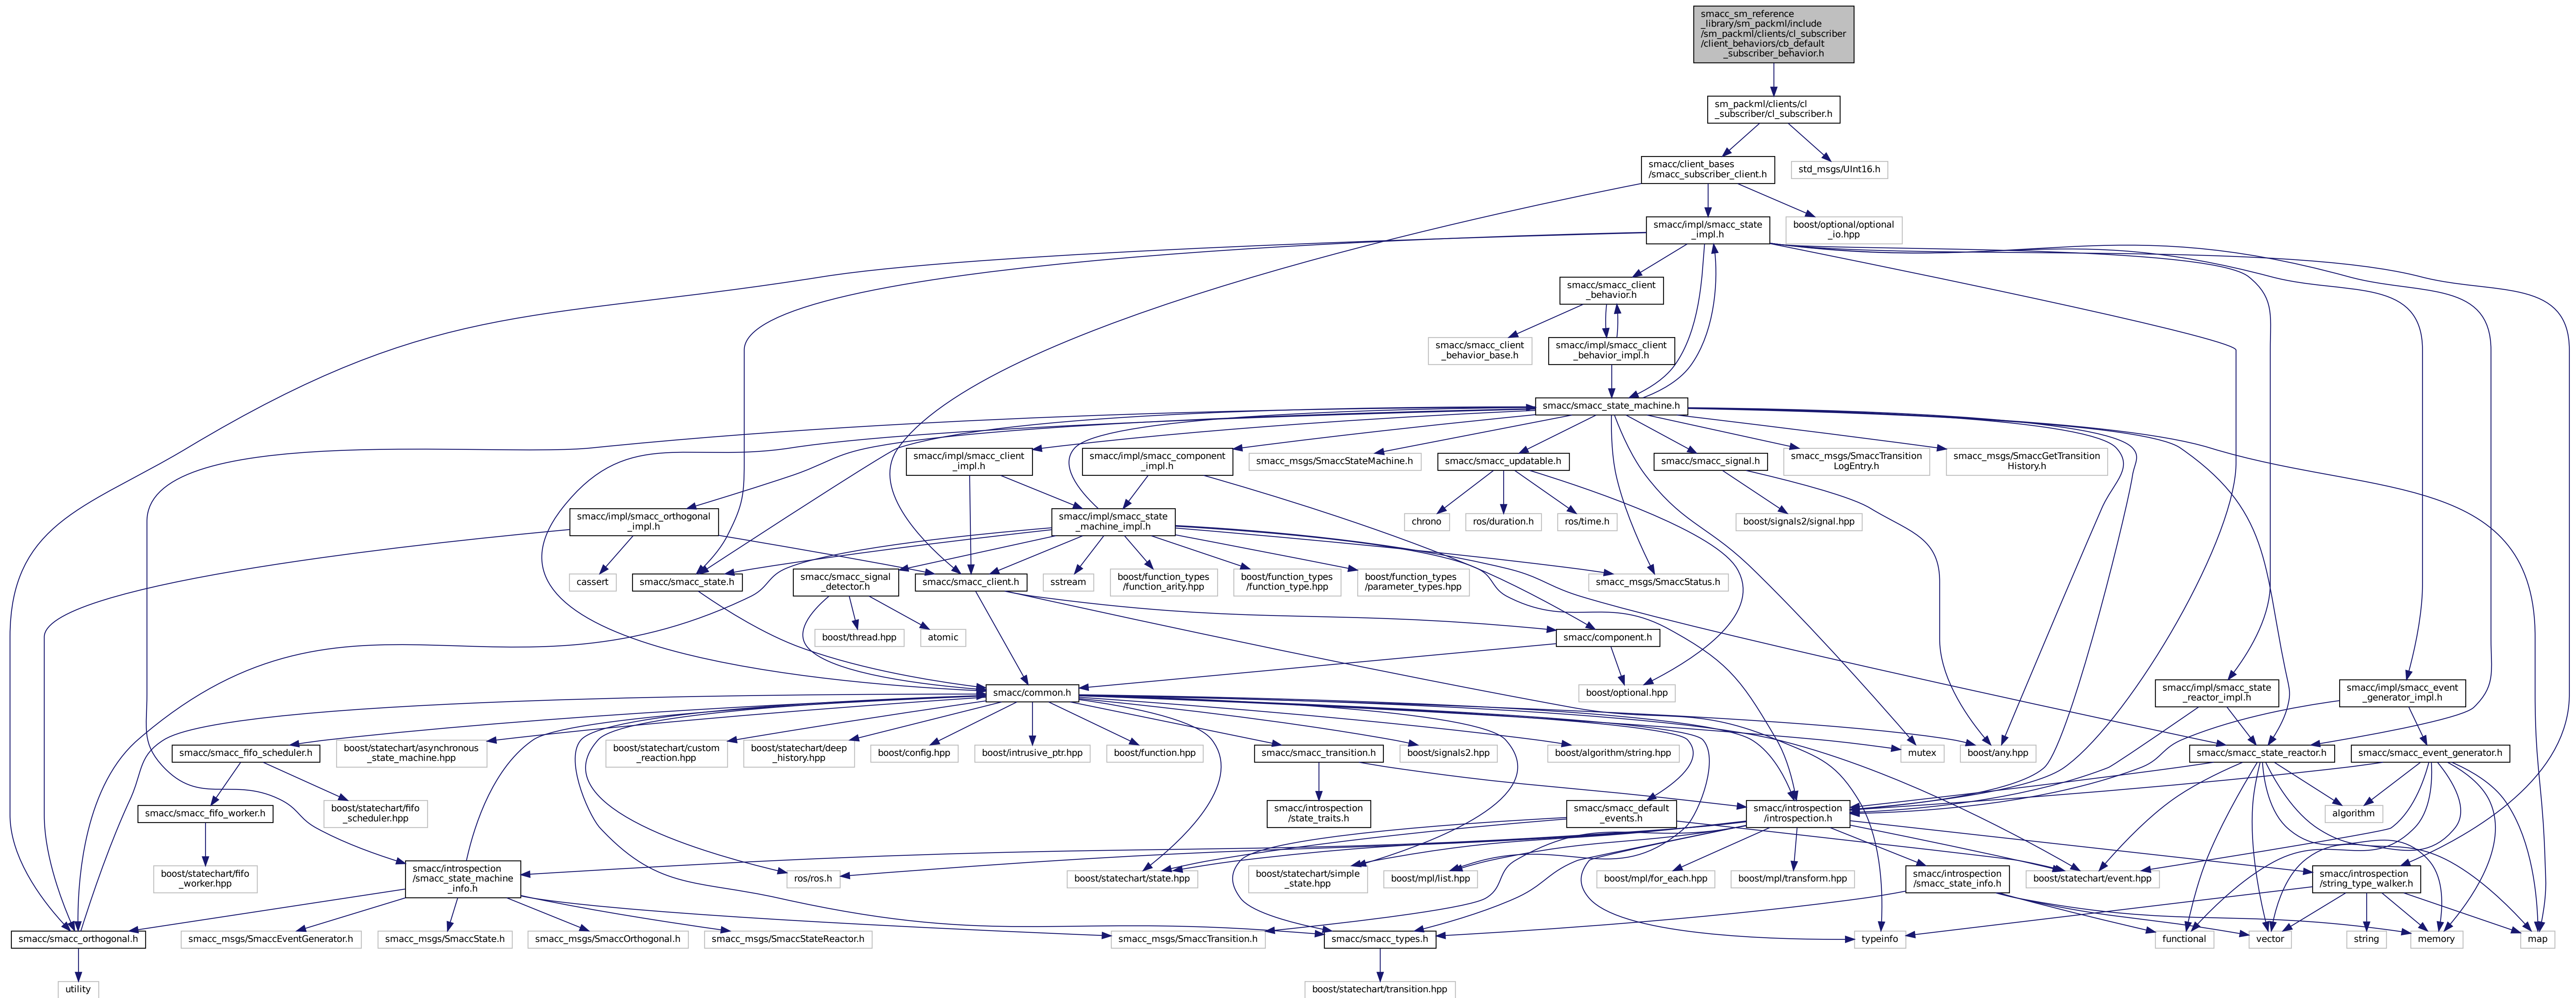 smacc_sm_reference
_library/sm_packml/include
/sm_packml/clients/cl_subscriber
/client_behaviors/cb_default
_subscriber_behavior.h
sm_packml/clients/cl
_subscriber/cl_subscriber.h
smacc/client_bases
/smacc_subscriber_client.h
std_msgs/UInt16.h
smacc/impl/smacc_state
_impl.h
boost/optional/optional
_io.hpp
smacc/smacc_client
_behavior.h
smacc/smacc_client
_behavior_base.h
smacc/impl/smacc_client
_behavior_impl.h
smacc/smacc_state_machine.h
smacc/impl/smacc_client
_impl.h
smacc/impl/smacc_component
_impl.h
smacc_msgs/SmaccStateMachine.h
smacc/smacc_updatable.h
smacc/smacc_signal.h
smacc_msgs/SmaccTransition
LogEntry.h
smacc_msgs/SmaccGetTransition
History.h
smacc/impl/smacc_orthogonal
_impl.h
smacc/impl/smacc_state
_machine_impl.h
chrono
ros/duration.h
ros/time.h
boost/signals2/signal.hpp
cassert
smacc/smacc_state.h
smacc/smacc_signal
_detector.h
smacc/smacc_client.h
sstream
boost/function_types
/function_arity.hpp
boost/function_types
/function_type.hpp
boost/function_types
/parameter_types.hpp
smacc_msgs/SmaccStatus.h
boost/thread.hpp
atomic
smacc/component.h
smacc/common.h
boost/optional.hpp
smacc/impl/smacc_state
_reactor_impl.h
smacc/impl/smacc_event
_generator_impl.h
smacc/smacc_fifo_scheduler.h
boost/statechart/asynchronous
_state_machine.hpp
boost/statechart/custom
_reaction.hpp
boost/statechart/deep
_history.hpp
boost/config.hpp
boost/intrusive_ptr.hpp
boost/function.hpp
smacc/smacc_transition.h
boost/signals2.hpp
boost/algorithm/string.hpp
mutex
boost/any.hpp
smacc/smacc_state_reactor.h
smacc/smacc_event_generator.h
smacc/smacc_fifo_worker.h
boost/statechart/fifo
_scheduler.hpp
smacc/introspection
/state_traits.h
smacc/smacc_default
_events.h
smacc/introspection
/introspection.h
algorithm
boost/statechart/fifo
_worker.hpp
smacc/introspection
/smacc_state_machine
_info.h
ros/ros.h
boost/statechart/state.hpp
boost/statechart/simple
_state.hpp
boost/mpl/list.hpp
boost/mpl/for_each.hpp
boost/mpl/transform.hpp
smacc/introspection
/smacc_state_info.h
boost/statechart/event.hpp
smacc/introspection
/string_type_walker.h
smacc/smacc_orthogonal.h
smacc_msgs/SmaccEventGenerator.h
smacc_msgs/SmaccState.h
smacc_msgs/SmaccOrthogonal.h
smacc_msgs/SmaccStateReactor.h
smacc_msgs/SmaccTransition.h
smacc/smacc_types.h
typeinfo
functional
vector
string
memory
map
utility
boost/statechart/transition.hpp